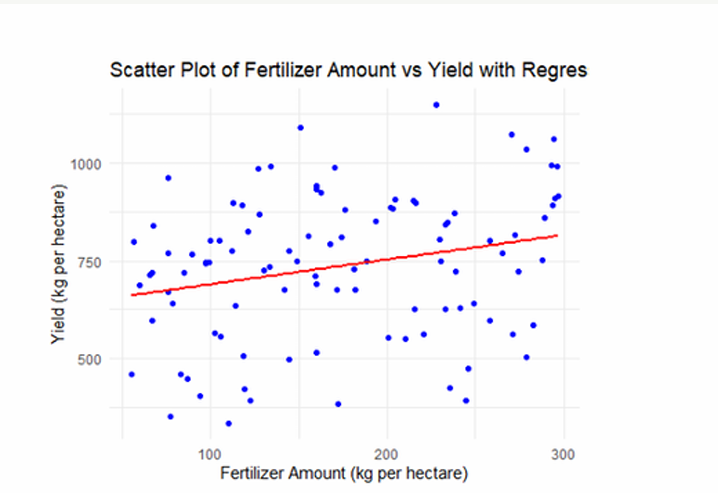 Scatter Plot of Fertilizer Amount vs Yield with Regres
Yield (kg per hectare)
1000
750
500
100 200 300
Fertilizer Amount (kg per hectare)